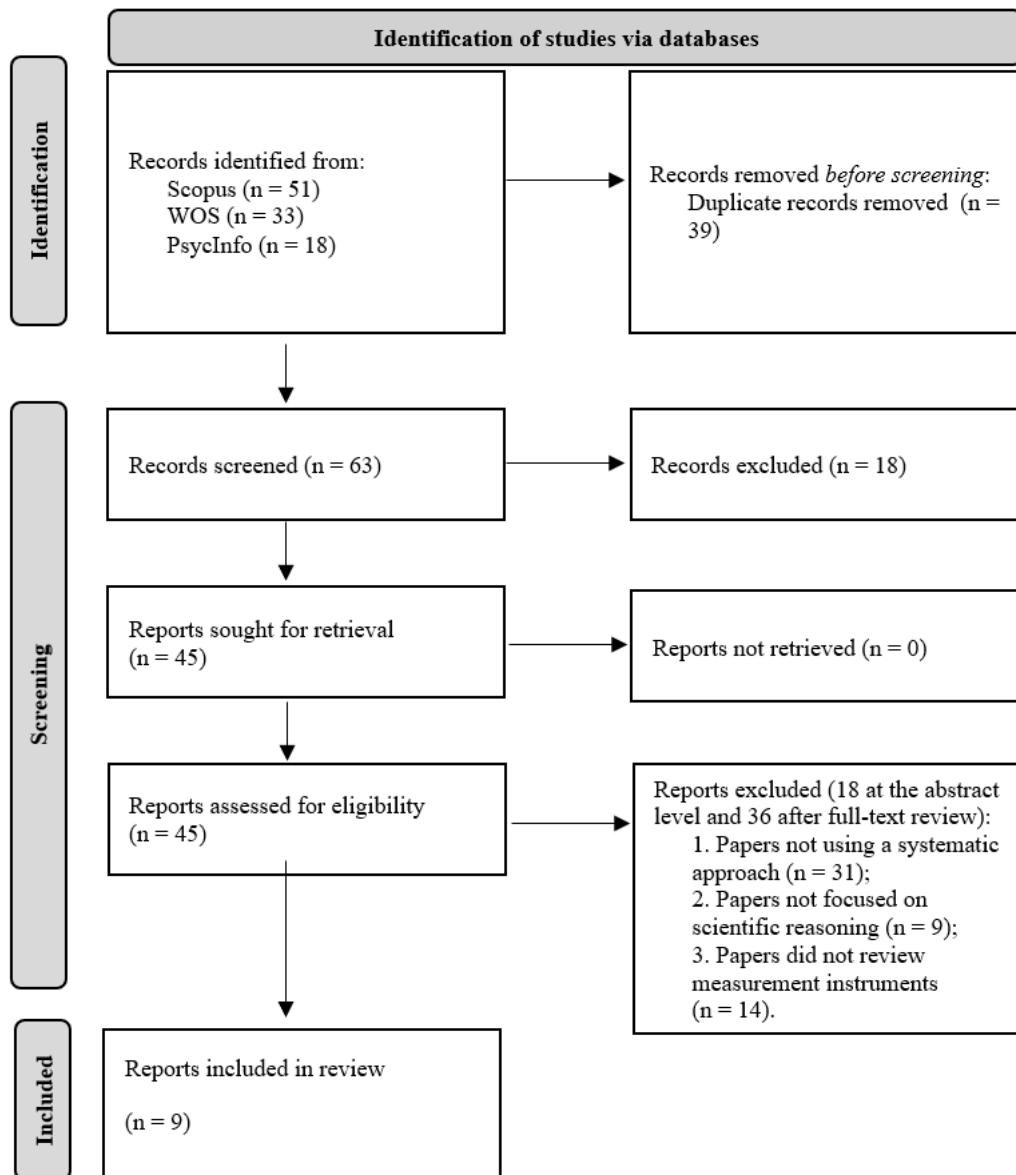 Identification of studies via databases
Identification
Records identified from:
Scopus (n = 51)
WOS (n = 33)
PsycInfo (n = 18)
Records removed before screening:
Duplicate records removed (n =
39)
Screening
Records screened (n = 63)
Records excluded (n = 18)
Reports sought for retrieval
(n = 45)
Reports not retrieved (n = 0)
Reports assessed for eligibility
(n = 45)
Reports excluded (18 at the abstract
level and 36 after full-text review):
1. Papers not using a systematic
approach (n = 31);
2. Papers not focused on
scientific reasoning (n = 9);
3. Papers did not review
measurement instruments
(n = 14).
Included
Reports included in review
(n = 9)